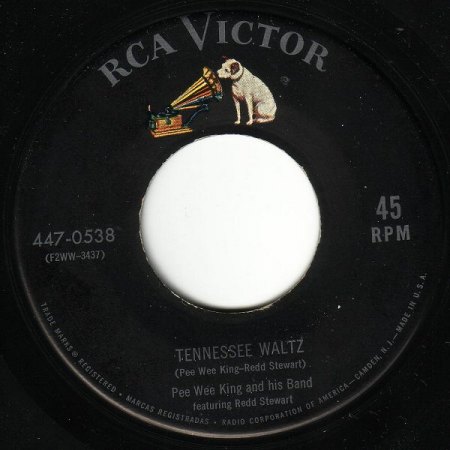 RCA VICTOR
45
RPM
447-0538
(F2WW-3437)
TENNESSEE WALTZ
(Pee Wee King-Redd Stewart)
Pee Wee King and his Band
featuring Redd Stewart
TRADE MARKS ® REGISTERED • MARCAS REGISTRADAS • RADIO CORPORATION OF AMERICA—CAMDEN, N.J.—MADE IN U.S.A.